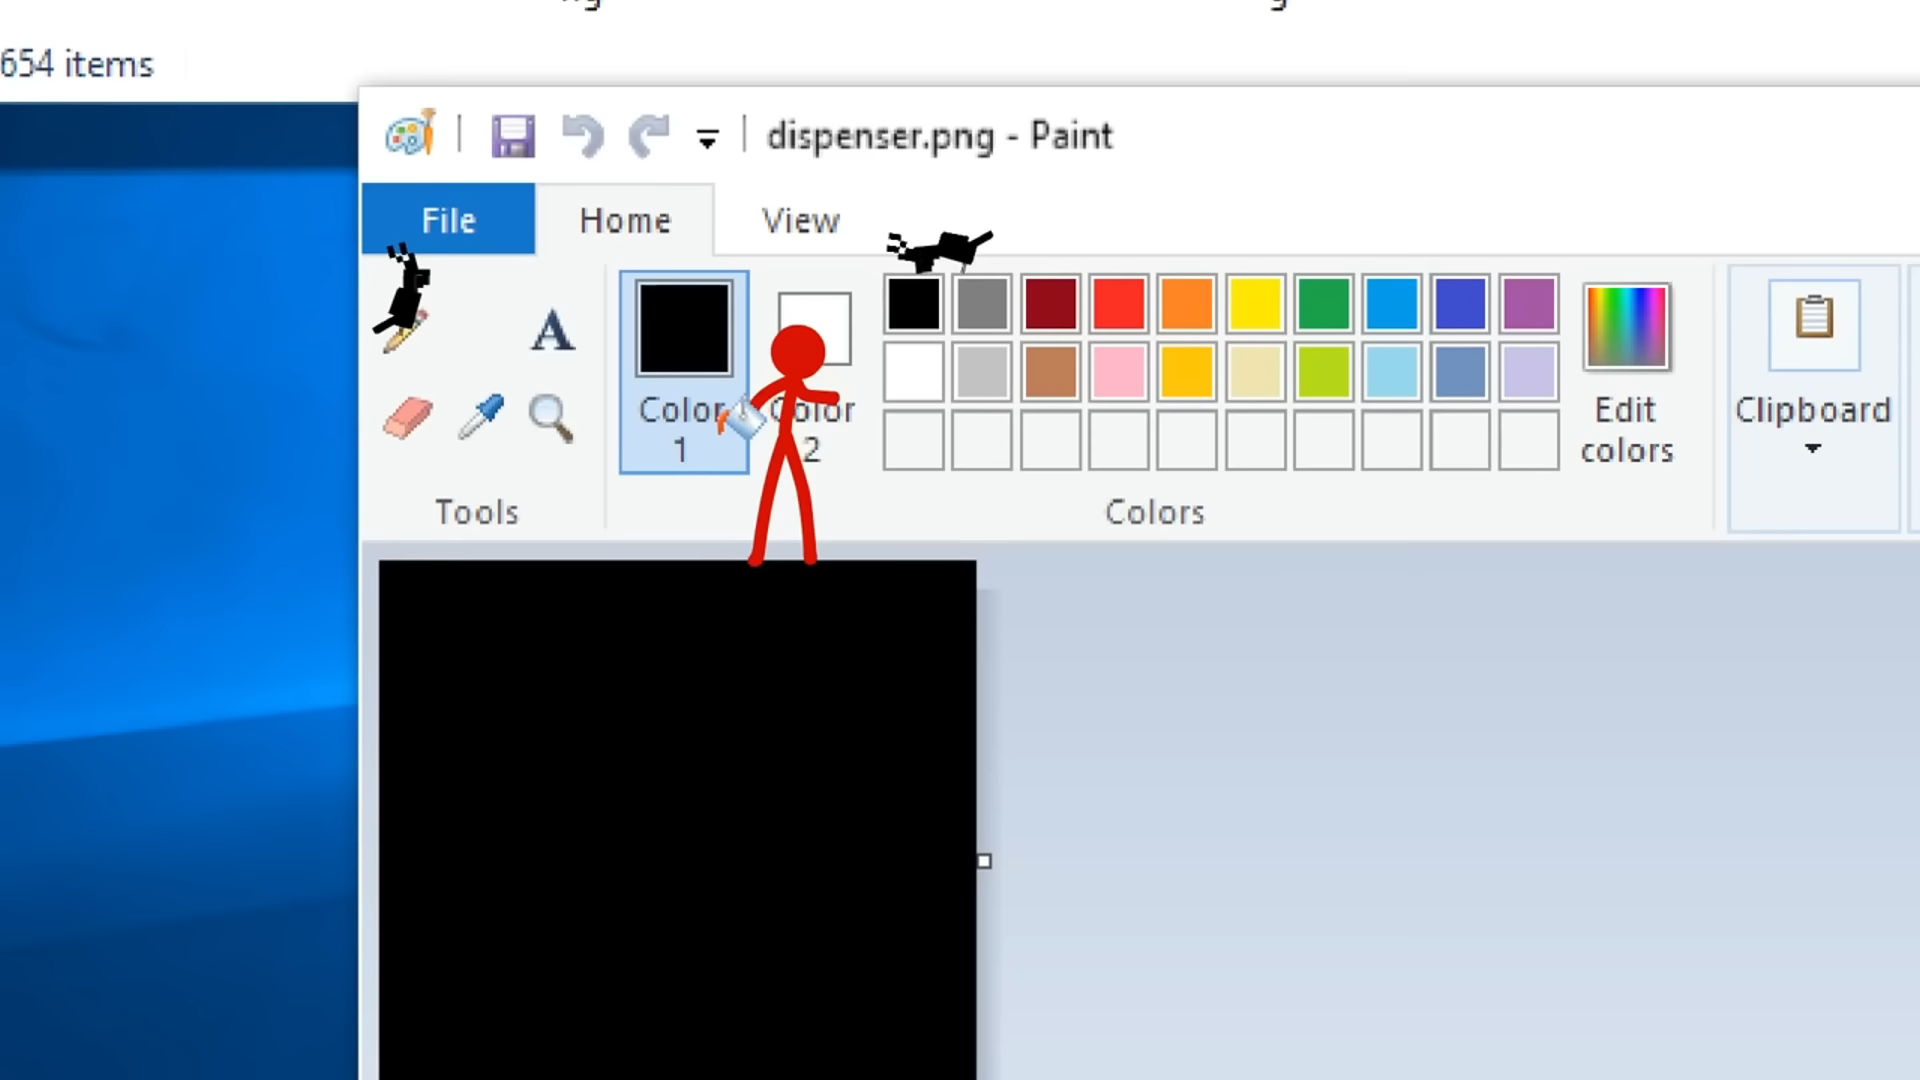 654 items
dispenser.png - Paint
File Home View
A
Color 1
Color 2
Edit colors
Clipboard
Tools
Colors